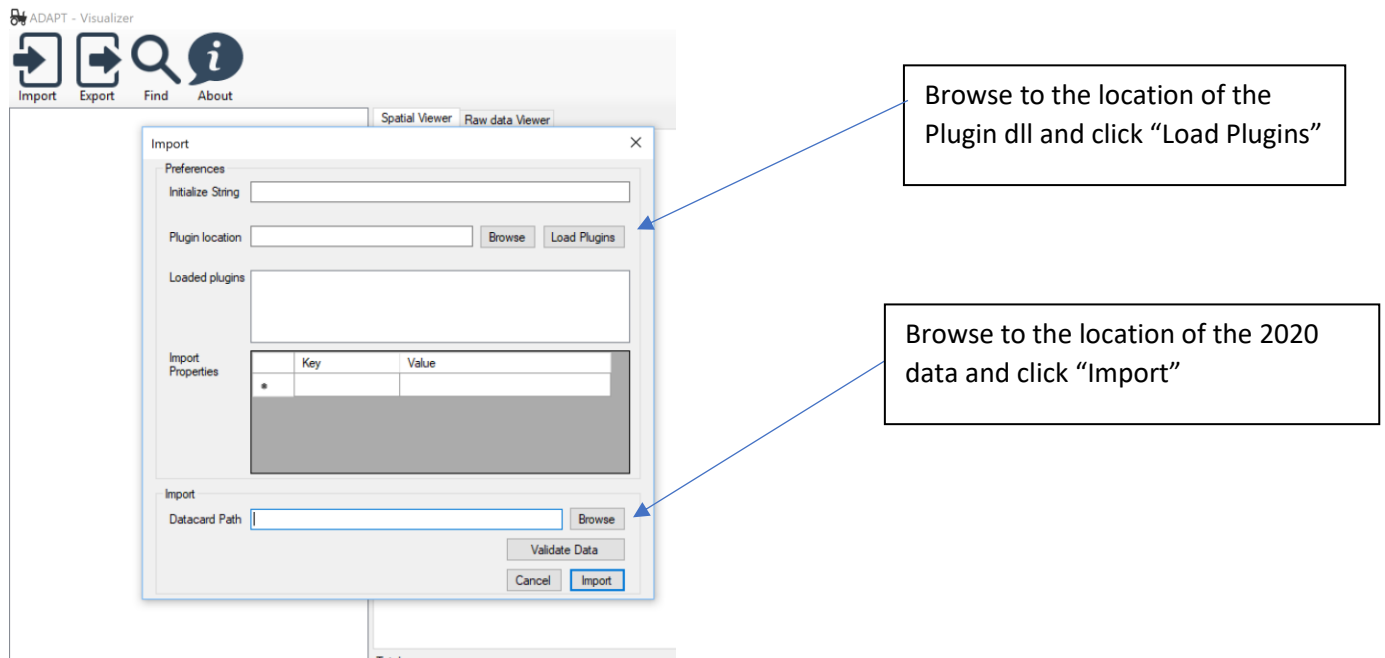 ADAPT - Visualizer
Import Export Find About
Spatial Viewer Raw data Viewer
Import
Preferences
Initialize String
Plugin location Browse Load Plugins
Loaded plugins
Import
Properties
Key Value
Import
Datacard Path Browse
Validate Data
Cancel Import
Browse to the location of the
Plugin dll and click “Load Plugins”
Browse to the location of the 2020
data and click “Import”